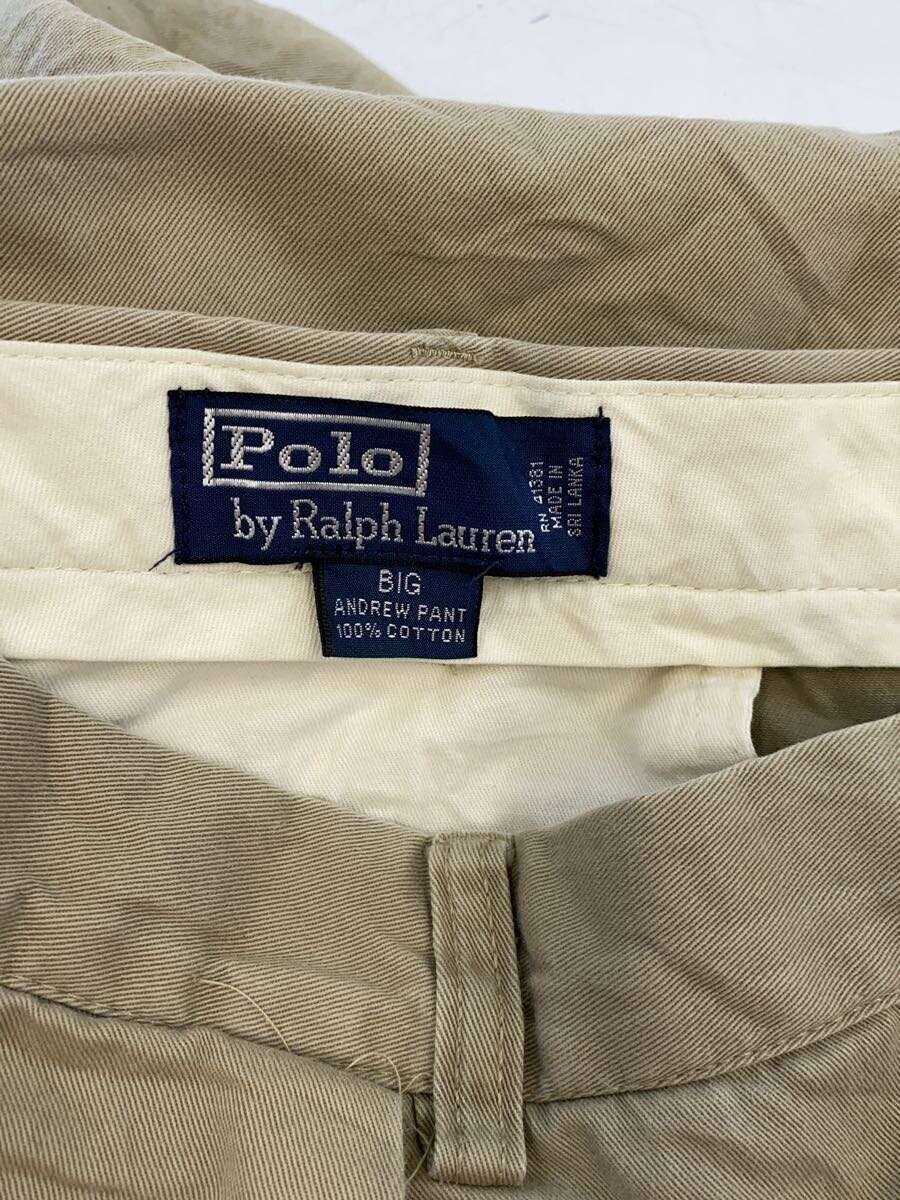 Polo
by Ralph Lauren
RN 41381
MADE IN
SRI LANKA
BIG
ANDREW PANT
100% COTTON